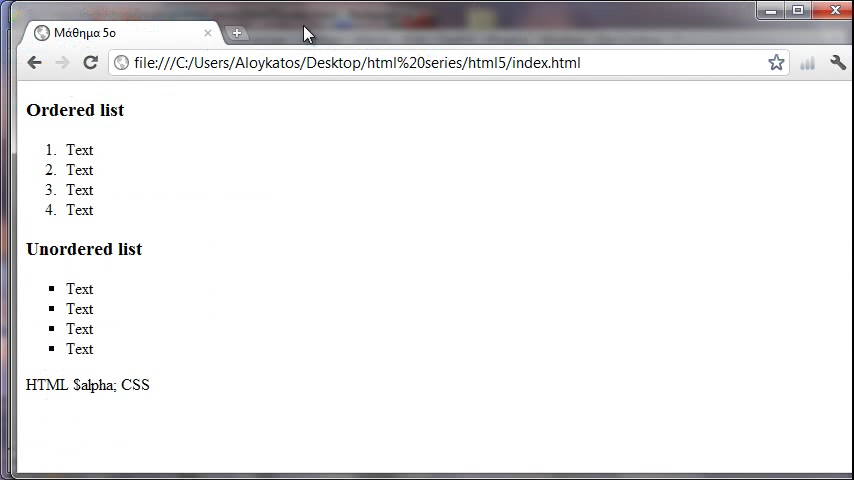 Μάθημα 5ο
file:///C:/Users/Aloykatos/Desktop/html%20series/html5/index.html
Ordered list
1. Text
2. Text
3. Text
4. Text
Unordered list
▪ Text
▪ Text
▪ Text
▪ Text
HTML $alpha; CSS